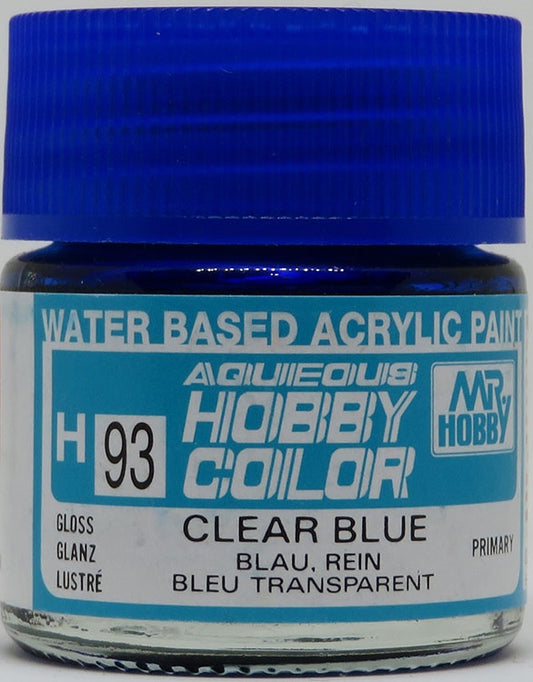 WATER BASED ACRYLIC PAINT
AQUEOUS
HOBBY
COLOR
H 93
MR.
HOBBY
GLOSS
GLANZ
LUSTRÉ
CLEAR BLUE
BLAU, REIN
BLEU TRANSPARENT
PRIMARY